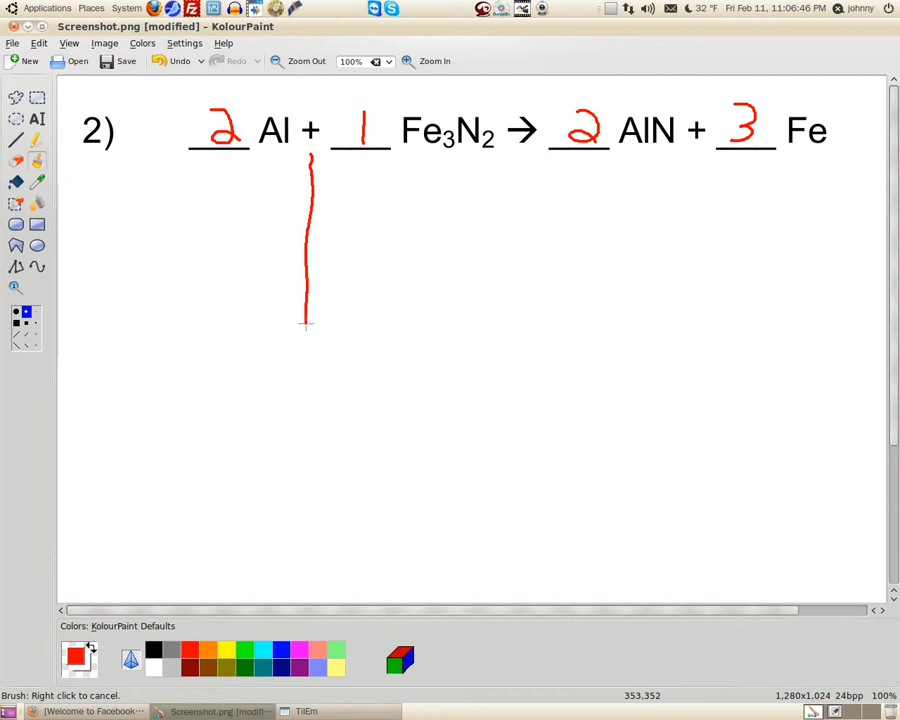 Applications Places System 32 °F Fri Feb 11, 11:06:46 AM johnny
Screenshot.png [modified] – KolourPaint
File Edit View Image Colors Settings Help
New Open Save Undo Redo Zoom Out 100% Zoom In
2) 2 Al + 1 Fe₃N₂ → 2 AlN + 3 Fe
Colors: KolourPaint Defaults
Brush: Right click to cancel. 353,352 1,280x1,024 24bpp 100%
[Welcome to Facebook... Screenshot.png [modifi... TilEm